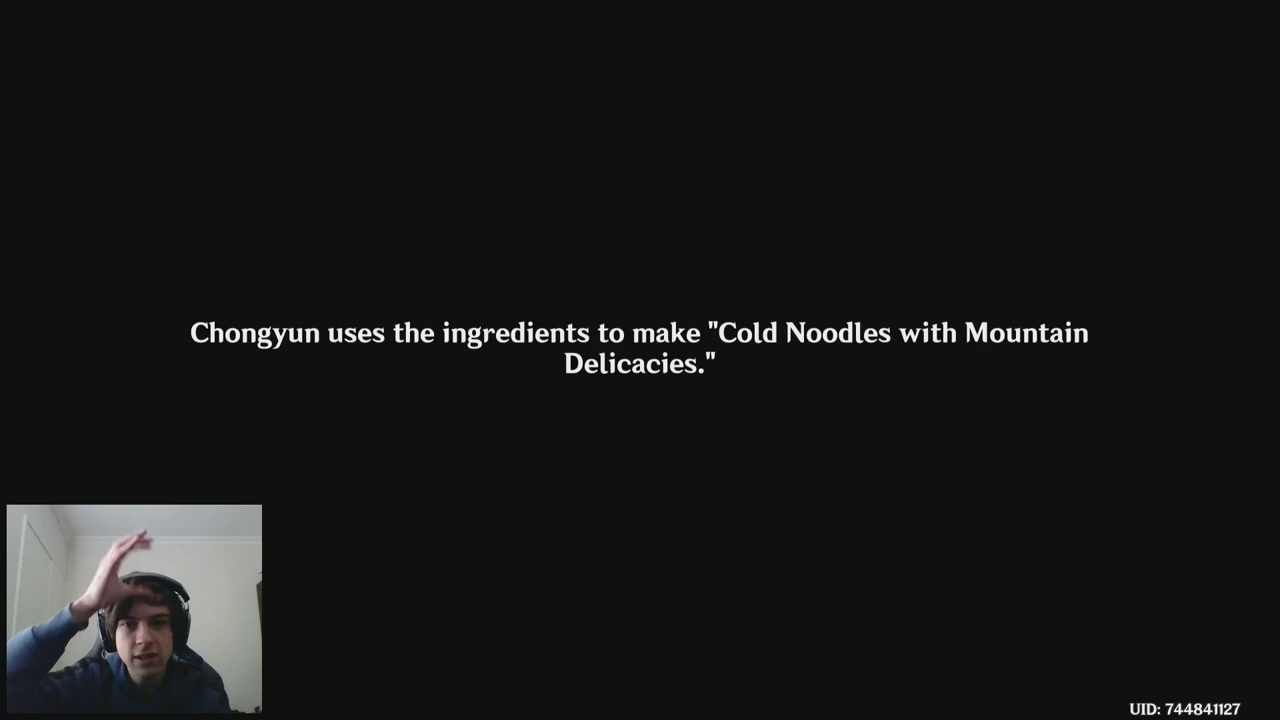 Chongyun uses the ingredients to make "Cold Noodles with Mountain
Delicacies."
UID: 744841127